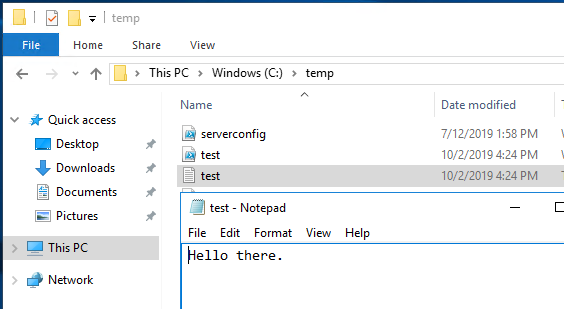 temp
File Home Share View
This PC Windows (C:) temp
Name Date modified
Quick access
Desktop
Downloads
Documents
Pictures
This PC
Network
serverconfig 7/12/2019 1:58 PM
test 10/2/2019 4:24 PM
test 10/2/2019 4:24 PM
test - Notepad
File Edit Format View Help
Hello there.